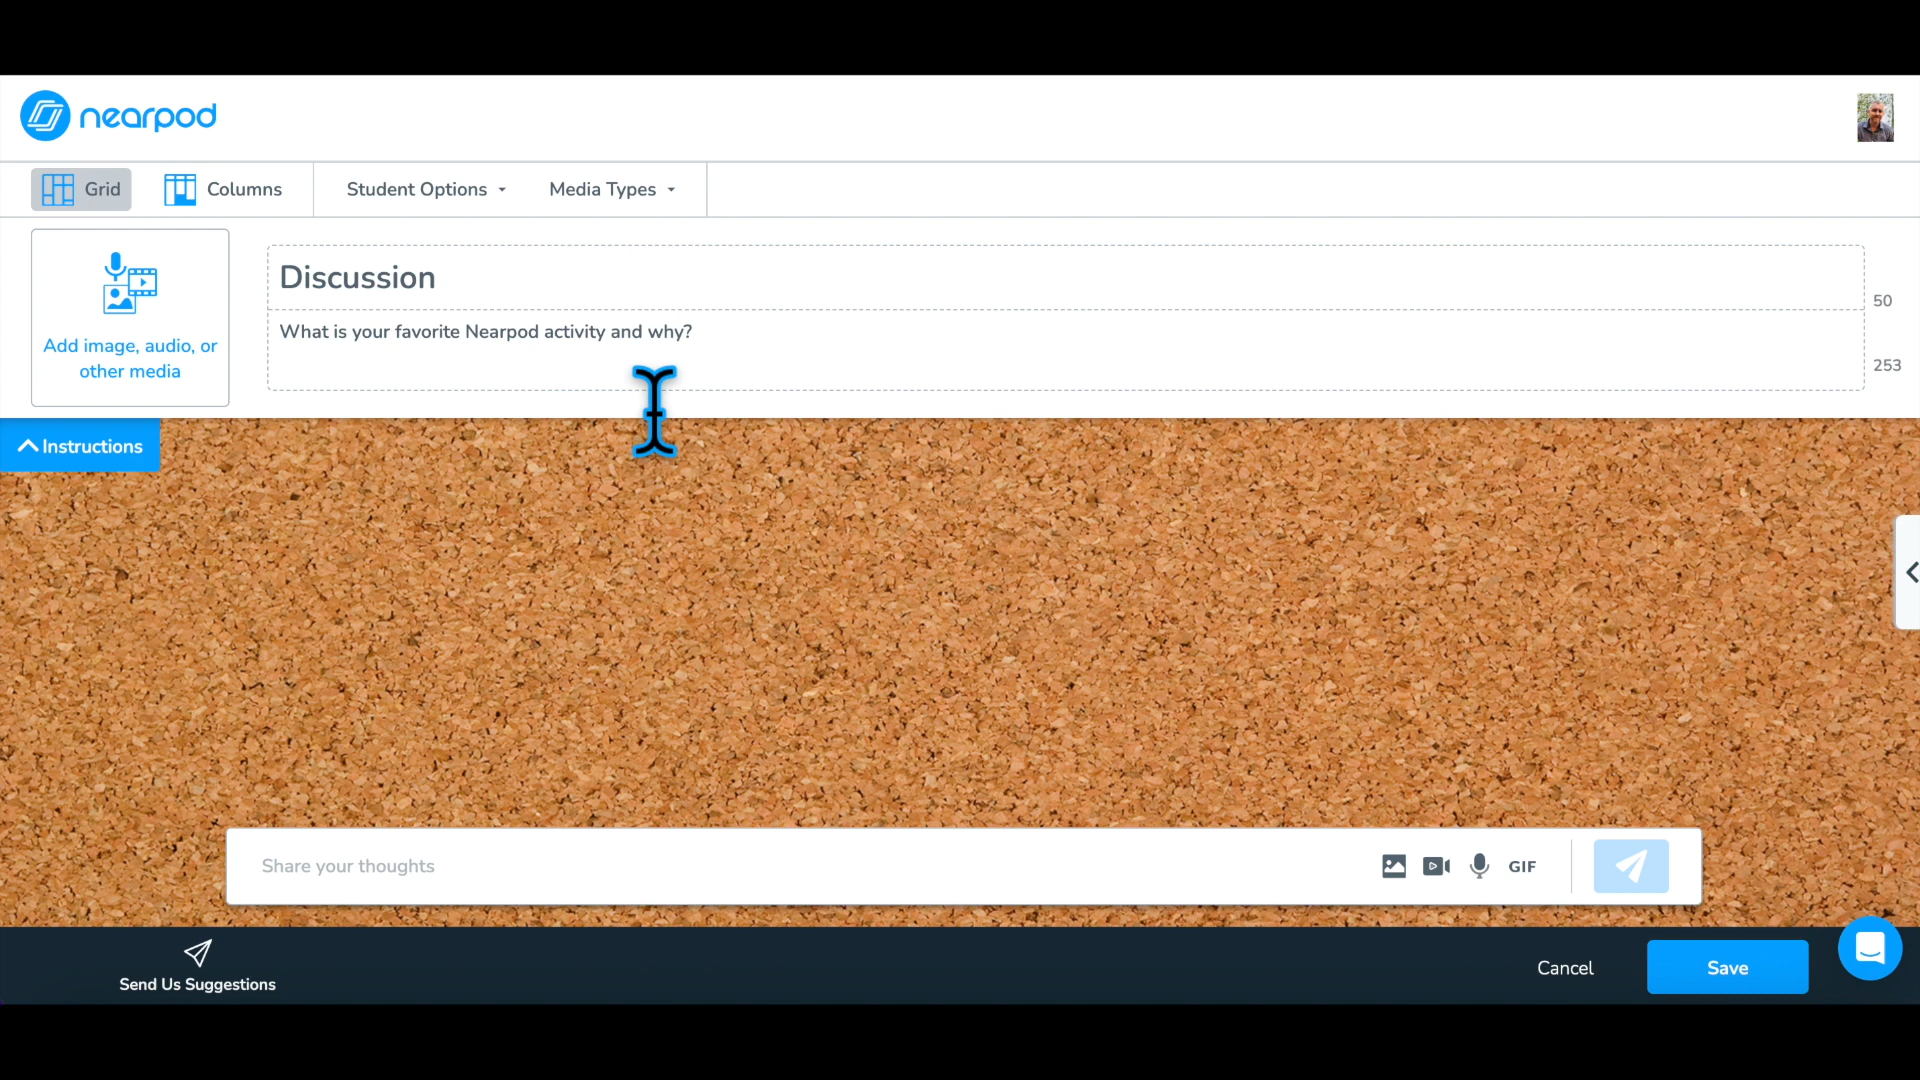 nearpod
Grid
Columns
Student Options
Media Types
Add image, audio, or
other media
Discussion
50
What is your favorite Nearpod activity and why?
253
Instructions
Share your thoughts
GIF
Send Us Suggestions
Cancel
Save